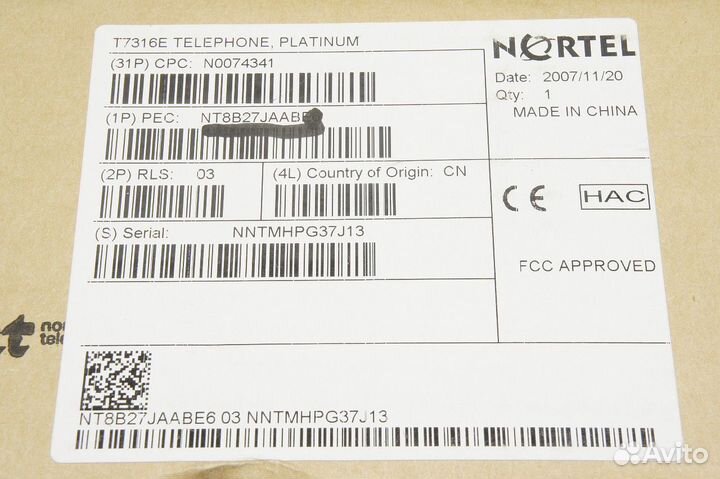 T7316E TELEPHONE, PLATINUM
(31P) CPC: N0074341
(1P) PEC: NT8B27JAABE6
(2P) RLS: 03
(4L) Country of Origin: CN
(S) Serial: NNTMHPG37J13
NORTEL
Date: 2007/11/20
Qty: 1
MADE IN CHINA
CE HAC
FCC APPROVED
NT8B27JAABE6 03 NNTMHPG37J13
Avito